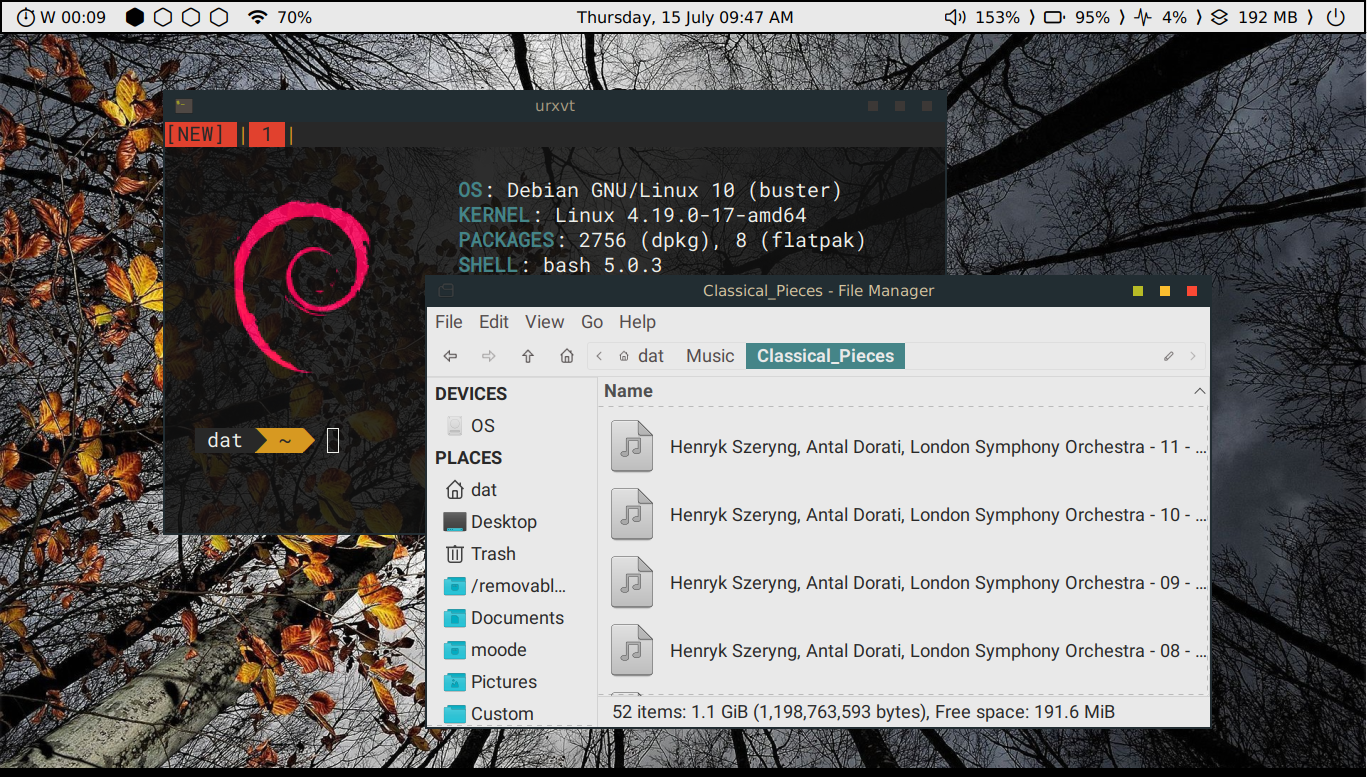 W 00:09 70% Thursday, 15 July 09:47 AM 153% ⟩ 95% ⟩ 4% ⟩ 192 MB ⟩
urxvt
[NEW] | 1 |
OS: Debian GNU/Linux 10 (buster)
KERNEL: Linux 4.19.0-17-amd64
PACKAGES: 2756 (dpkg), 8 (flatpak)
SHELL: bash 5.0.3
dat ~
Classical_Pieces - File Manager
File Edit View Go Help
dat Music Classical_Pieces
DEVICES
OS
PLACES
dat
Desktop
Trash
/removabl...
Documents
moode
Pictures
Custom
Name
Henryk Szeryng, Antal Dorati, London Symphony Orchestra - 11 - ...
Henryk Szeryng, Antal Dorati, London Symphony Orchestra - 10 - ...
Henryk Szeryng, Antal Dorati, London Symphony Orchestra - 09 - ...
Henryk Szeryng, Antal Dorati, London Symphony Orchestra - 08 - ...
52 items: 1.1 GiB (1,198,763,593 bytes), Free space: 191.6 MiB